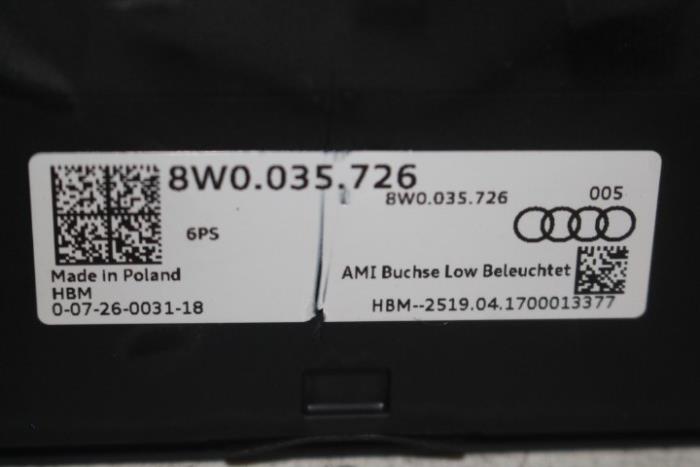 8W0.035.726
6PS
Made in Poland
HBM
0-07-26-0031-18
8W0.035.726
005
AMI Buchse Low Beleuchtet
HBM--2519.04.1700013377